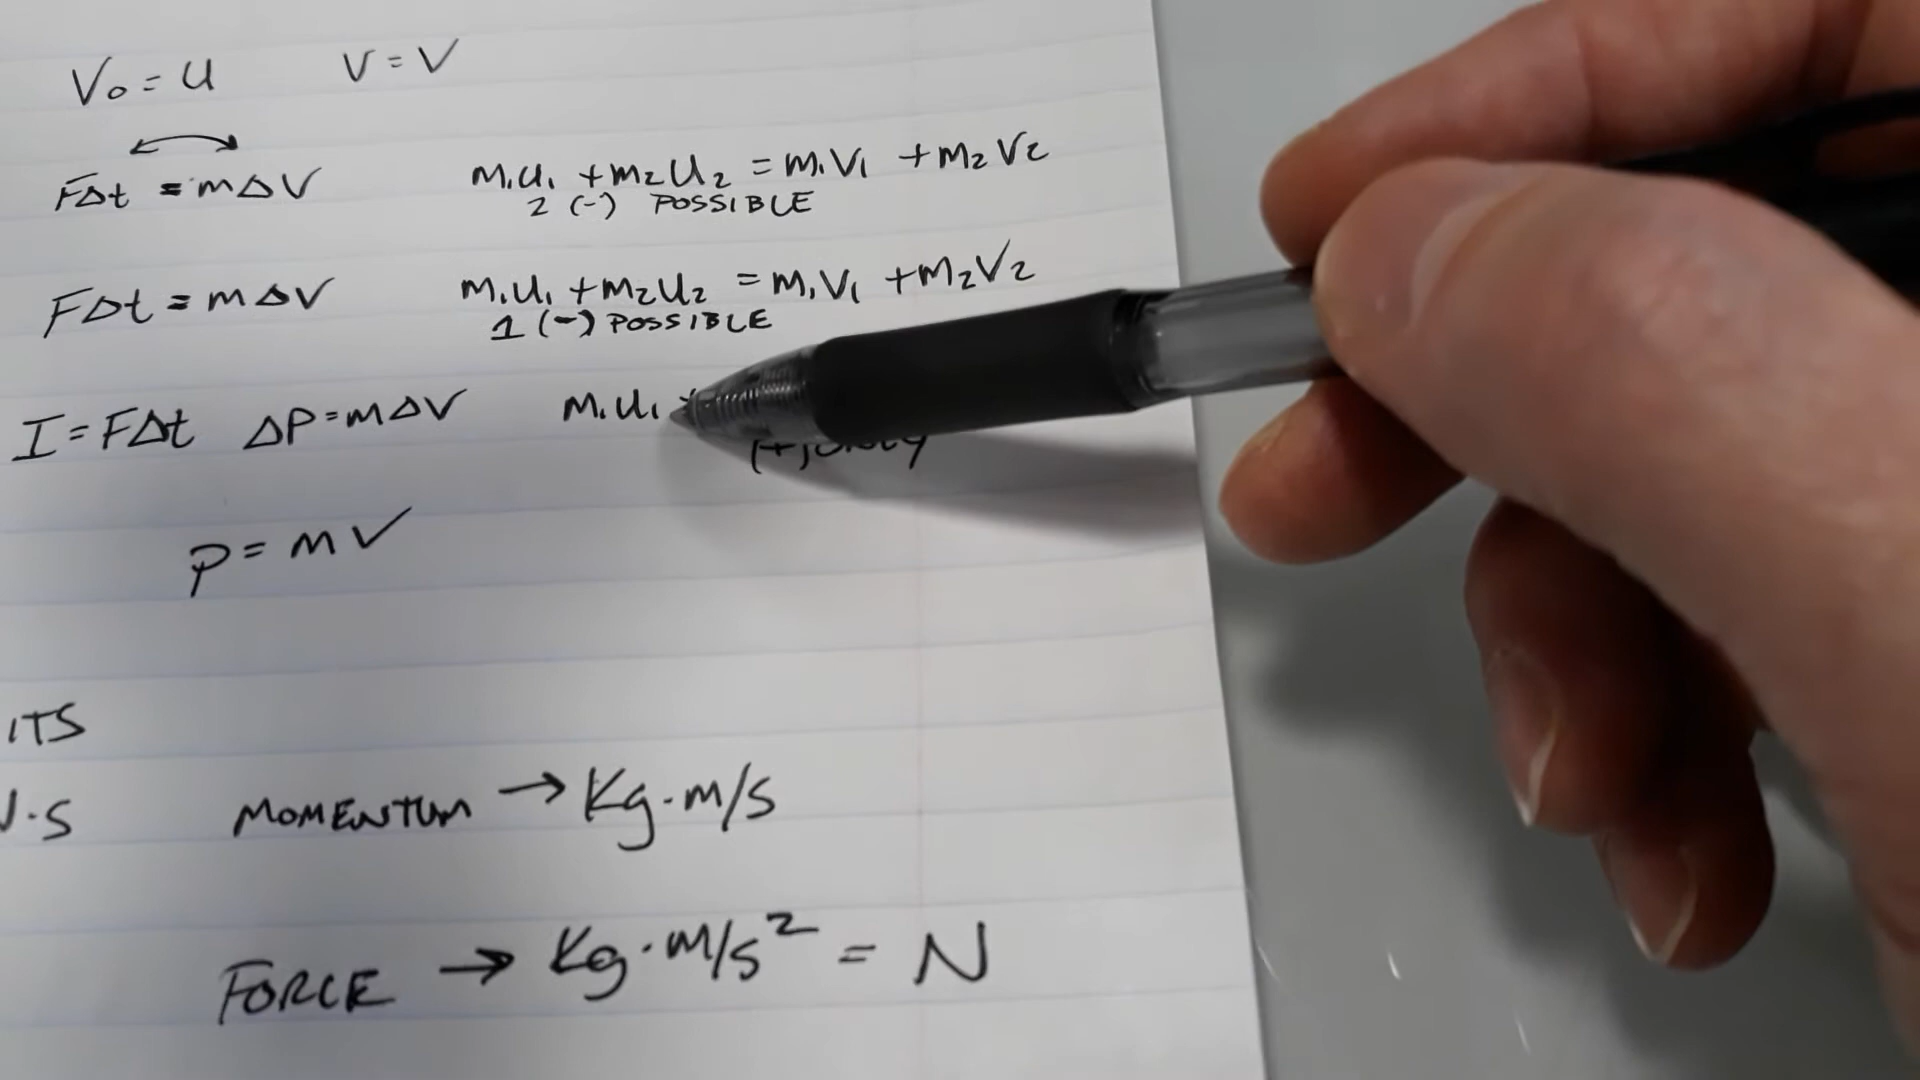 V₀ = u V = V
FΔt = mΔV m₁u₁ + m₂u₂ = m₁V₁ + m₂V₂
2 (-) POSSIBLE
FΔt = mΔV m₁u₁ + m₂u₂ = m₁V₁ + m₂V₂
1 (-) POSSIBLE
I = FΔt ΔP = mΔV m₁u₁
(+) only
p = mV
ITS
·S MOMENTUM → Kg·m/s
FORCE → Kg·m/s² = N